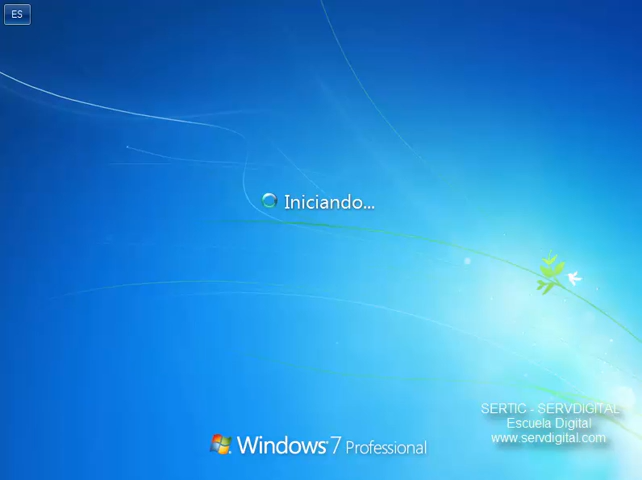 ES
Iniciando...
Windows 7 Professional
SERTIC - SERVDIGITAL
Escuela Digital
www.servdigital.com